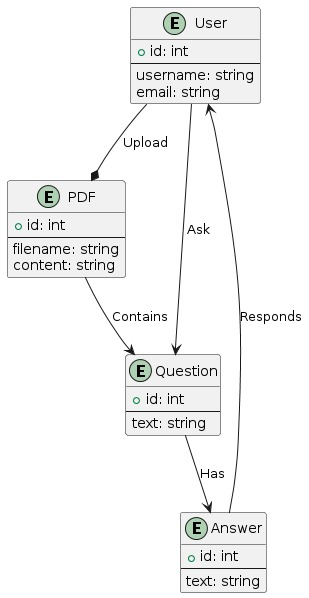 E User
id: int
username: string
email: string
Upload
E PDF
id: int
filename: string
content: string
Ask
Contains
Responds
E Question
id: int
text: string
Has
E Answer
id: int
text: string